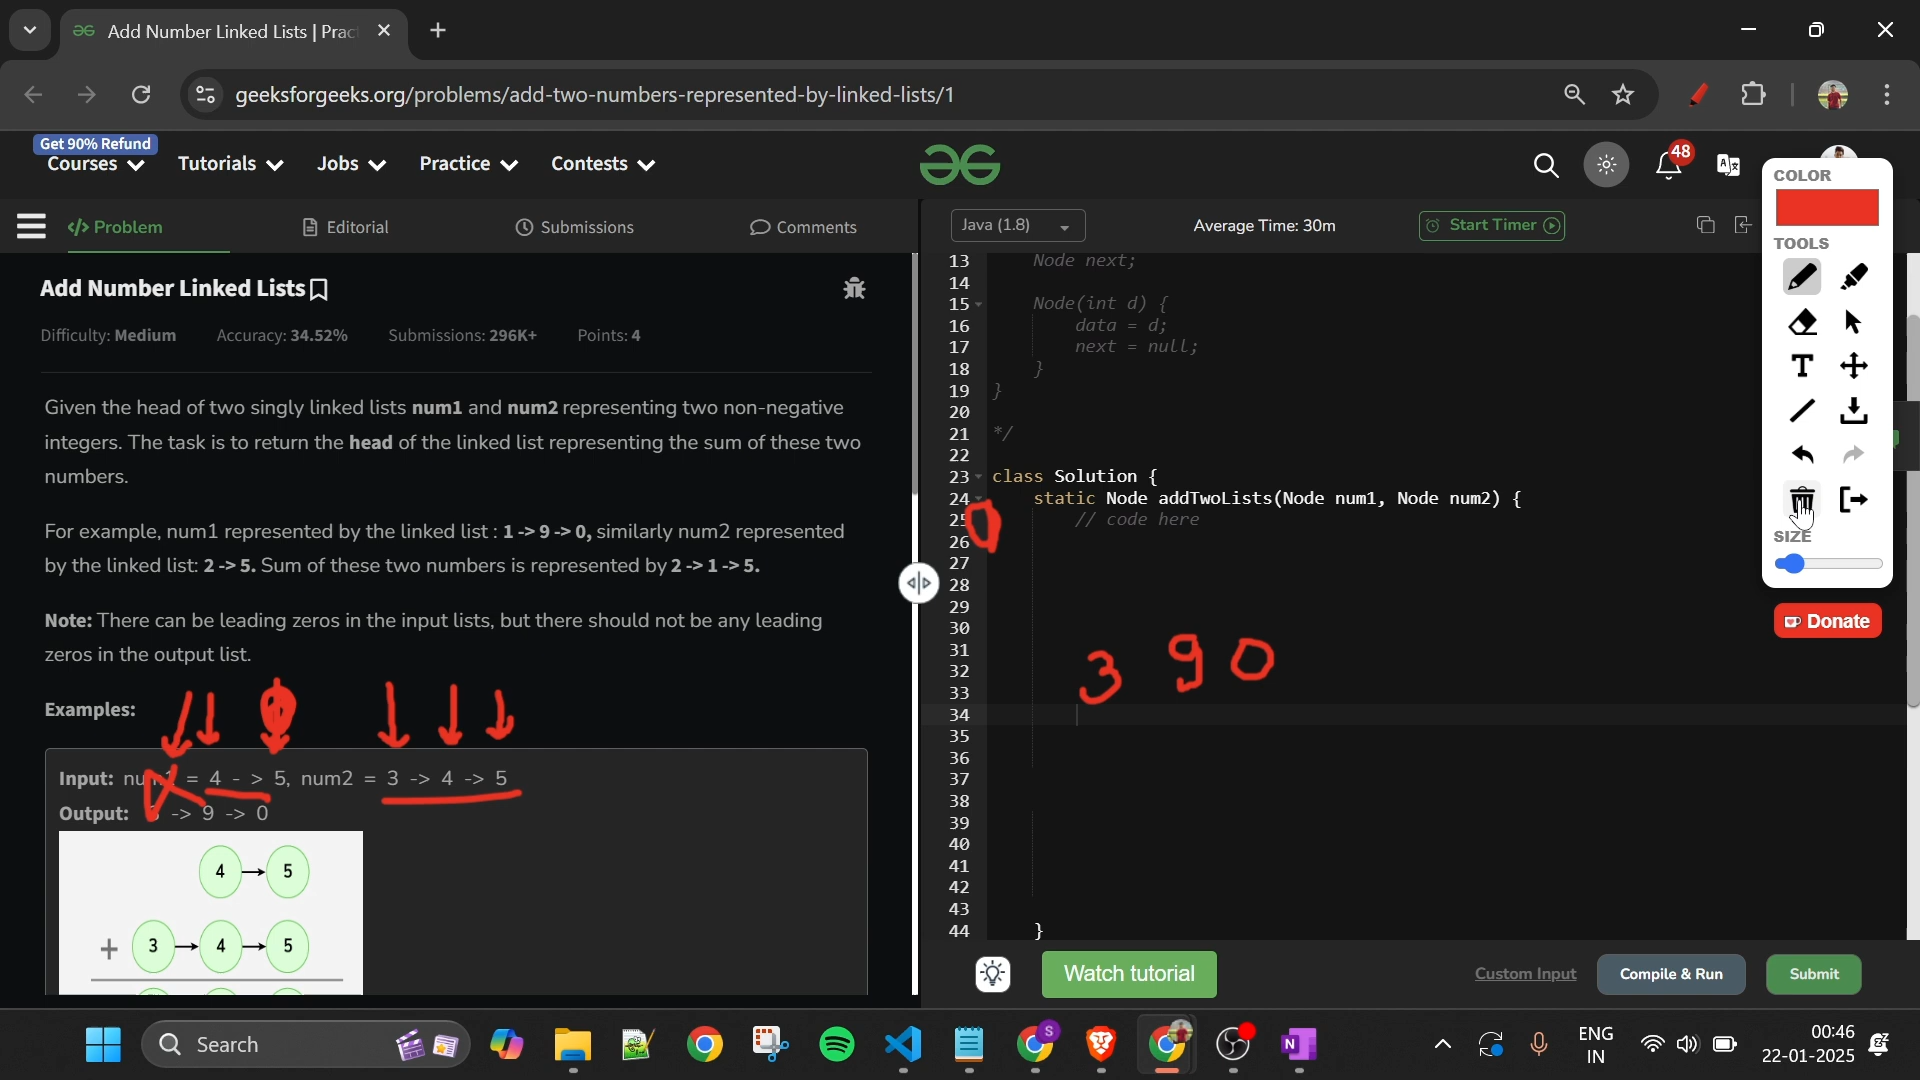 Add Number Linked Lists | Prac
geeksforgeeks.org/problems/add-two-numbers-represented-by-linked-lists/1
Get 90% Refund
Courses Tutorials Jobs Practice Contests
48
COLOR
TOOLS
T
SIZE
Donate
</> Problem Editorial Submissions Comments
Java (1.8) Average Time: 30m Start Timer
Add Number Linked Lists
Difficulty: Medium Accuracy: 34.52% Submissions: 296K+ Points: 4
Given the head of two singly linked lists num1 and num2 representing two non-negative
integers. The task is to return the head of the linked list representing the sum of these two
numbers.
For example, num1 represented by the linked list : 1 -> 9 -> 0, similarly num2 represented
by the linked list: 2 -> 5. Sum of these two numbers is represented by 2 -> 1 -> 5.
Note: There can be leading zeros in the input lists, but there should not be any leading
zeros in the output list.
Examples:
Input: num1 = 4 - > 5, num2 = 3 -> 4 -> 5
Output: 3 -> 9 -> 0
4 5
+ 3 4 5
13 Node next;
14
15 Node(int d) {
16 data = d;
17 next = null;
18 }
19 }
20
21 */
22
23 class Solution {
24 static Node addTwoLists(Node num1, Node num2) {
25 // code here
26
27
28
29
30
31
32
33
34
35
36
37
38
39
40
41
42
43
44 }
0
3 9 0
Watch tutorial Custom Input Compile & Run Submit
Search
S
N
ENG
IN
00:46
22-01-2025